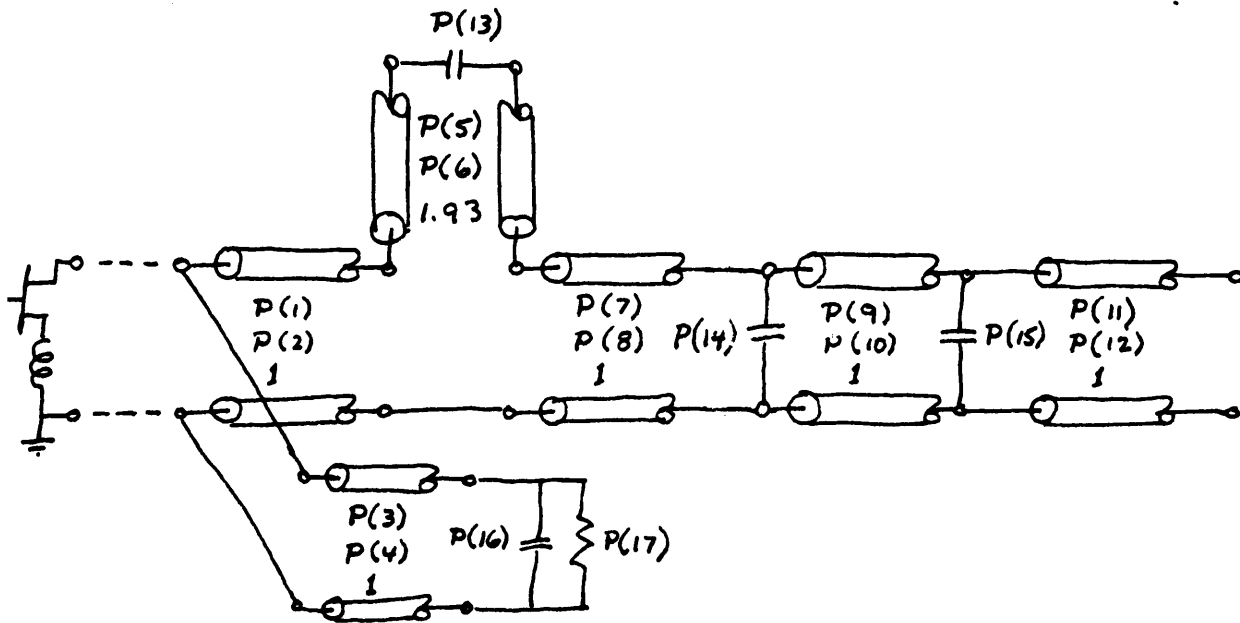 P(13)
P(5)
P(6)
1.93
P(1)
P(2)
1
P(7)
P(8)
1
P(14)
P(9)
P(10)
1
P(15)
P(11)
P(12)
1
P(3)
P(4)
1
P(16)
P(17)